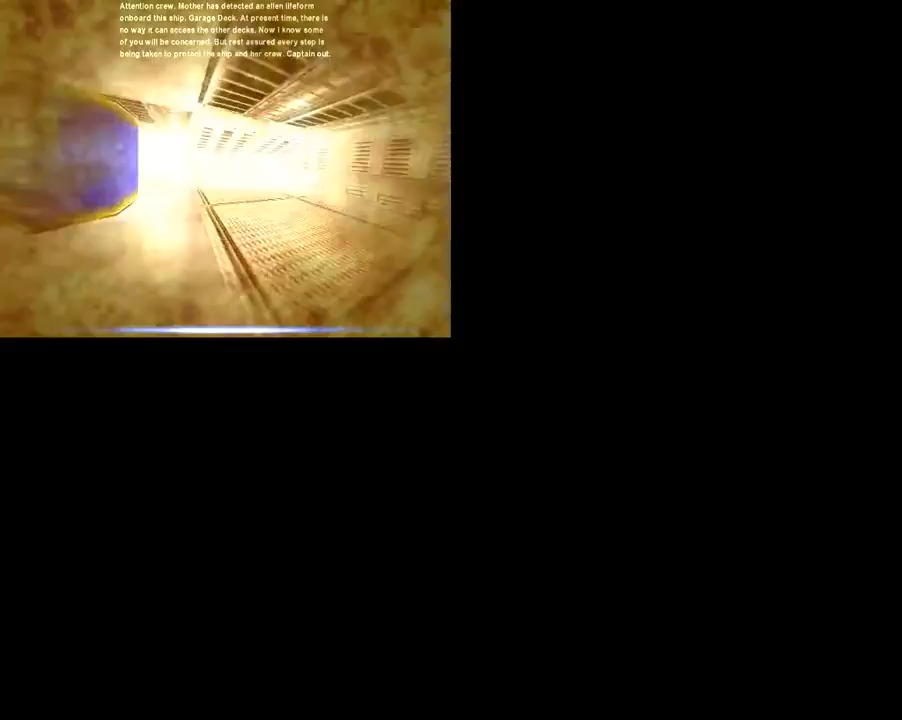 Attention crew. Mother has detected an alien lifeform
onboard this ship. Garage Deck. At present time, there is
no way it can access the other decks. Now I know some
of you will be concerned. But rest assured every step is
being taken to protect the ship and her crew. Captain out.